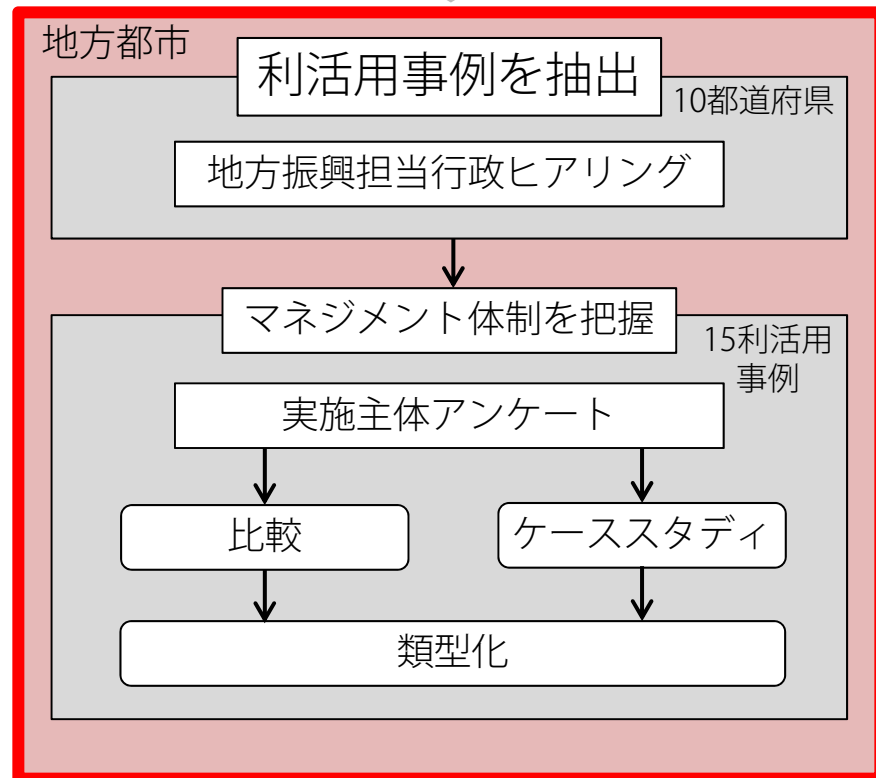 地方都市
利活用事例を抽出
10都道府県
地方振興担当行政ヒアリング
マネジメント体制を把握
15利活用
事例
実施主体アンケート
比較
ケーススタディ
類型化